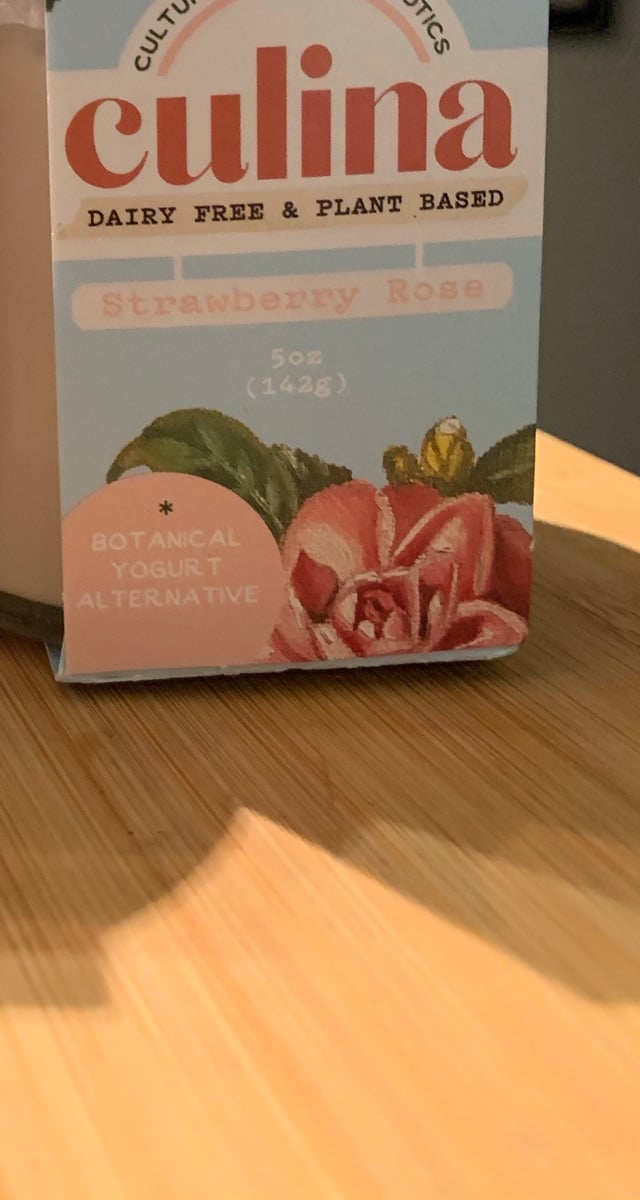 culina
DAIRY FREE & PLANT BASED
Strawberry Rose
5oz
(142g)
*
BOTANICAL
YOGURT
ALTERNATIVE